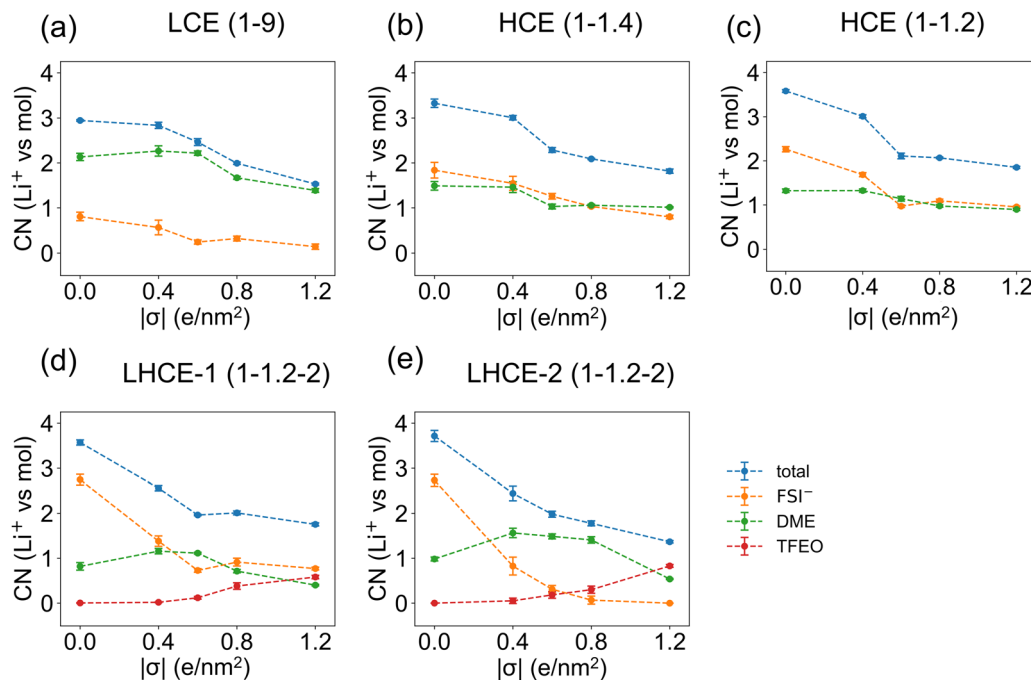 (a) LCE (1-9)
(b) HCE (1-1.4)
(c) HCE (1-1.2)
CN (Li⁺ vs mol)
4
3
2
1
0
0.0 0.4 0.8 1.2
|σ| (e/nm²)
CN (Li⁺ vs mol)
4
3
2
1
0
0.0 0.4 0.8 1.2
|σ| (e/nm²)
CN (Li⁺ vs mol)
4
3
2
1
0
0.0 0.4 0.8 1.2
|σ| (e/nm²)
(d) LHCE-1 (1-1.2-2)
(e) LHCE-2 (1-1.2-2)
CN (Li⁺ vs mol)
4
3
2
1
0
0.0 0.4 0.8 1.2
|σ| (e/nm²)
CN (Li⁺ vs mol)
4
3
2
1
0
0.0 0.4 0.8 1.2
|σ| (e/nm²)
total
FSI⁻
DME
TFEO